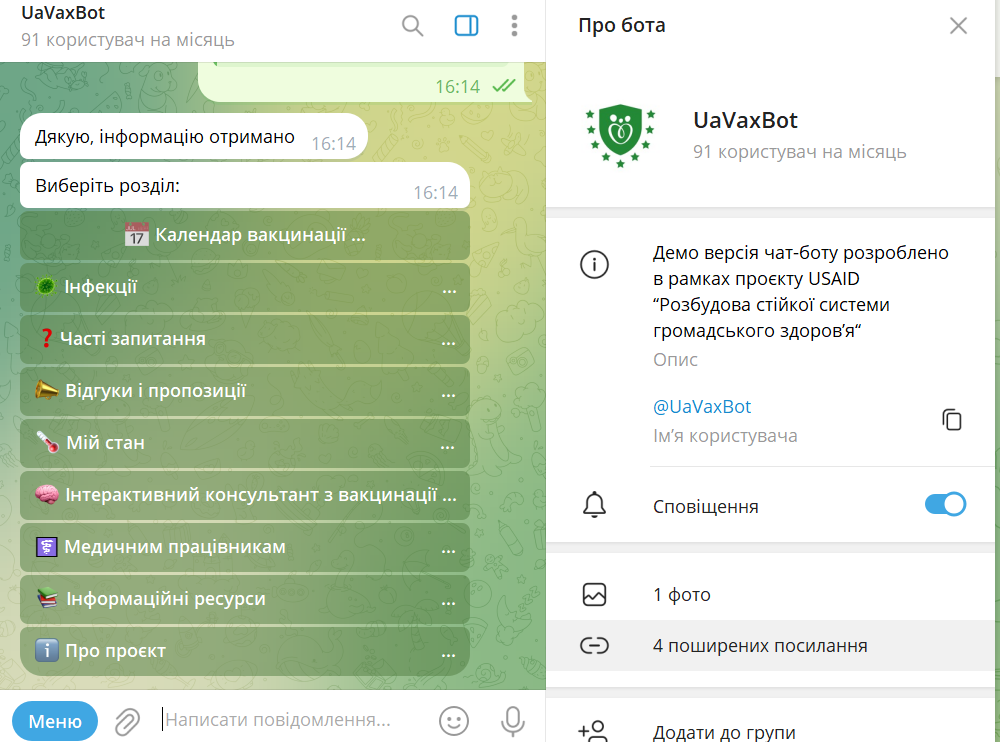 UaVaxBot
91 користувач на місяць
16:14
Дякую, інформацію отримано 16:14
Виберіть розділ: 16:14
17 Календар вакцинації ...
Інфекції ...
❓ Часті запитання ...
Відгуки і пропозиції ...
Мій стан ...
Інтерактивний консультант з вакцинації ...
Медичним працівникам ...
Інформаційні ресурси ...
Про проєкт ...
Меню
Написати повідомлення...
Про бота
UaVaxBot
91 користувач на місяць
Демо версія чат-боту розроблено
в рамках проєкту USAID
“Розбудова стійкої системи
громадського здоров’я“
Опис
@UaVaxBot
Ім’я користувача
Сповіщення
1 фото
4 поширених посилання
Додати до групи